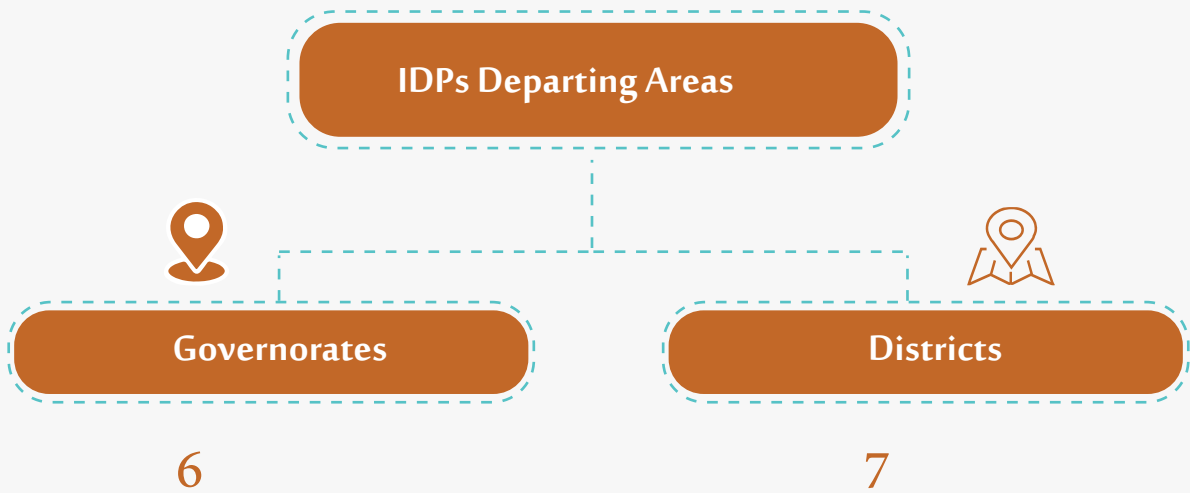 IDPs Departing Areas
Governorates
Districts
6
7